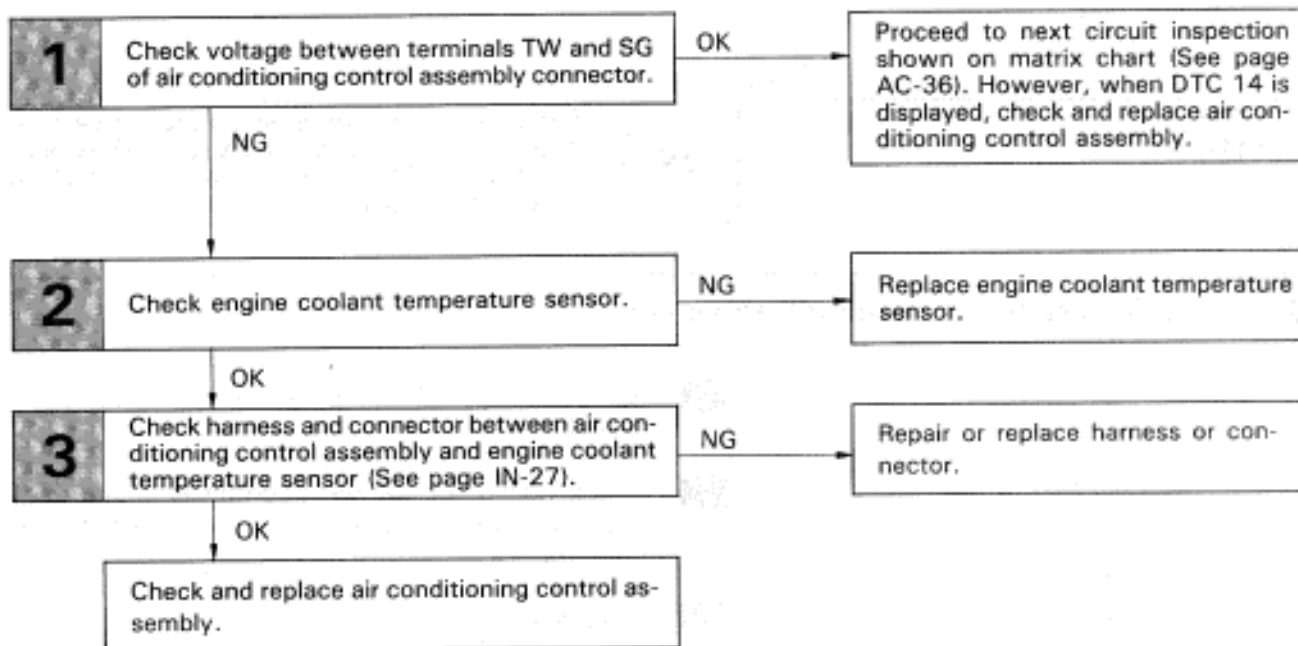 1
Check voltage between terminals TW and SG
of air conditioning control assembly connector.
OK
Proceed to next circuit inspection
shown on matrix chart (See page
AC-36). However, when DTC 14 is
displayed, check and replace air con-
ditioning control assembly.
NG
2
Check engine coolant temperature sensor.
NG
Replace engine coolant temperature
sensor.
OK
3
Check harness and connector between air con-
ditioning control assembly and engine coolant
temperature sensor (See page IN-27).
NG
Repair or replace harness or con-
nector.
OK
Check and replace air conditioning control as-
sembly.